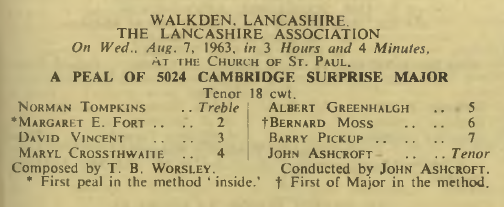 WALKDEN, LANCASHIRE.
THE LANCASHIRE ASSOCIATION
On Wed., Aug. 7, 1963, in 3 Hours and 4 Minutes,
AT THE CHURCH OF ST. PAUL,
A PEAL OF 5024 CAMBRIDGE SURPRISE MAJOR
Tenor 18 cwt.
NORMAN TOMPKINS .. Treble | ALBERT GREENHALGH .. 5
*MARGARET E. FORT .. .. 2 | †BERNARD MOSS .. .. 6
DAVID VINCENT .. .. 3 | BARRY PICKUP .. .. 7
MARYL CROSSTHWAITE .. 4 | JOHN ASHCROFT .. Tenor
Composed by T. B. WORSLEY. Conducted by JOHN ASHCROFT.
* First peal in the method 'inside.' † First of Major in the method.